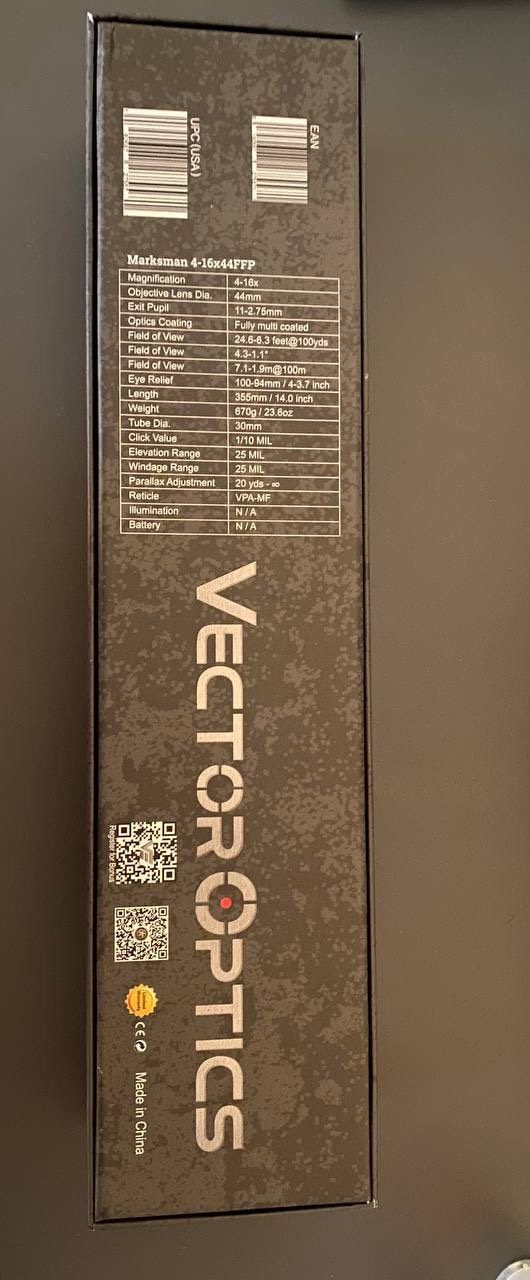 EAN
UPC (USA)
Marksman 4-16x44FFP
Magnification 4-16x
Objective Lens Dia. 44mm
Exit Pupil 11-2.75mm
Optics Coating Fully multi coated
Field of View 24.6-6.3 feet@100yds
Field of View 4.3-1.1°
Field of View 7.1-1.9m@100m
Eye Relief 100-94mm / 4-3.7 inch
Length 355mm / 14.0 inch
Weight 670g / 23.6oz
Tube Dia. 30mm
Click Value 1/10 MIL
Elevation Range 25 MIL
Windage Range 25 MIL
Parallax Adjustment 20 yds - ∞
Reticle VPA-MF
Illumination N / A
Battery N / A
VECTOROPTICS
Register for Bonus
Limited
Warranty
CE
Made in China